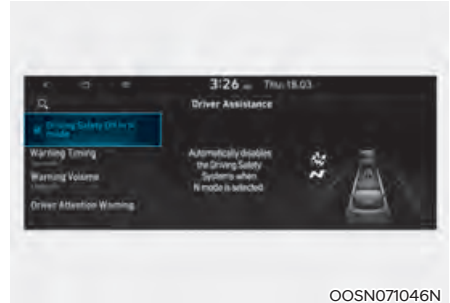 3:26 Thu 18.03
Driver Assistance
Driving Safety Off in N
mode
Warning Timing
Warning Volume
Driver Attention Warning
Automatically disables
the Driving Safety
Systems when
N mode is selected.
OOSN071046N